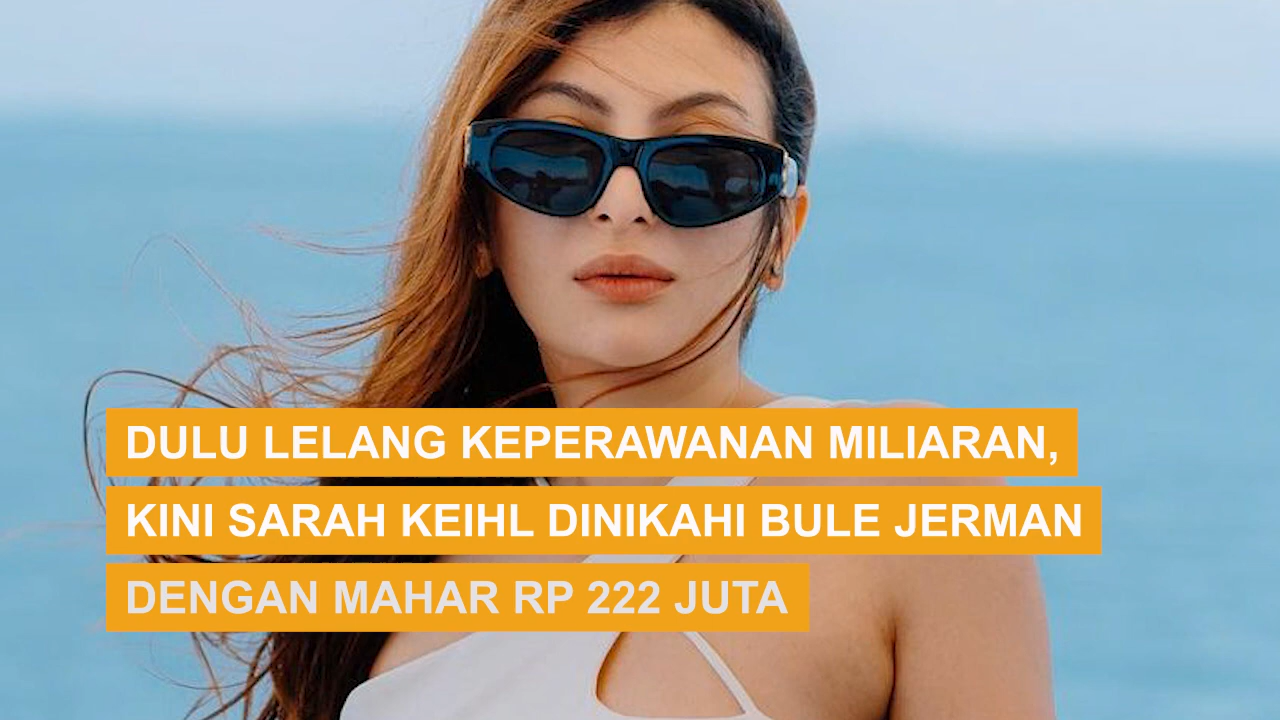 DULU LELANG KEPERAWANAN MILIARAN,
KINI SARAH KEIHL DINIKAHI BULE JERMAN
DENGAN MAHAR RP 222 JUTA